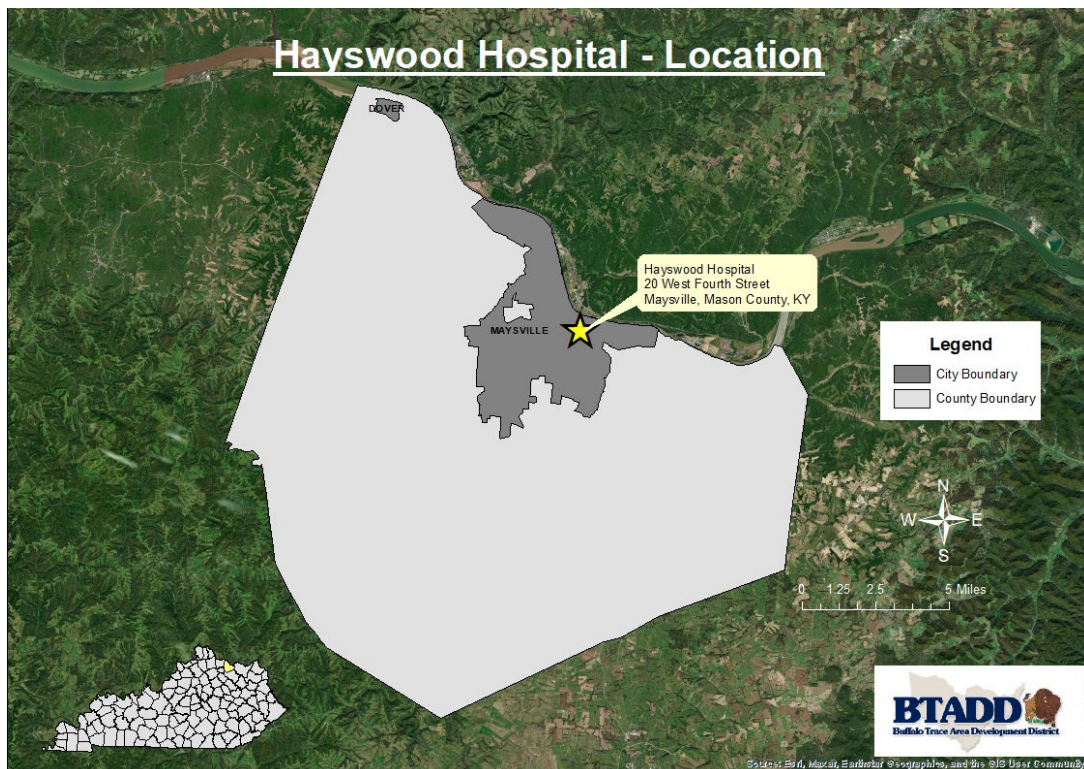 Hayswood Hospital - Location
DOVER
Hayswood Hospital
20 West Fourth Street
Maysville, Mason County, KY
MAYSVILLE
Legend
City Boundary
County Boundary
N
W E
S
0 1.25 2.5 5 Miles
BTADD
Buffalo Trace Area Development District
Source: Esri, Maxar, Earthstar Geographics, and the GIS User Community